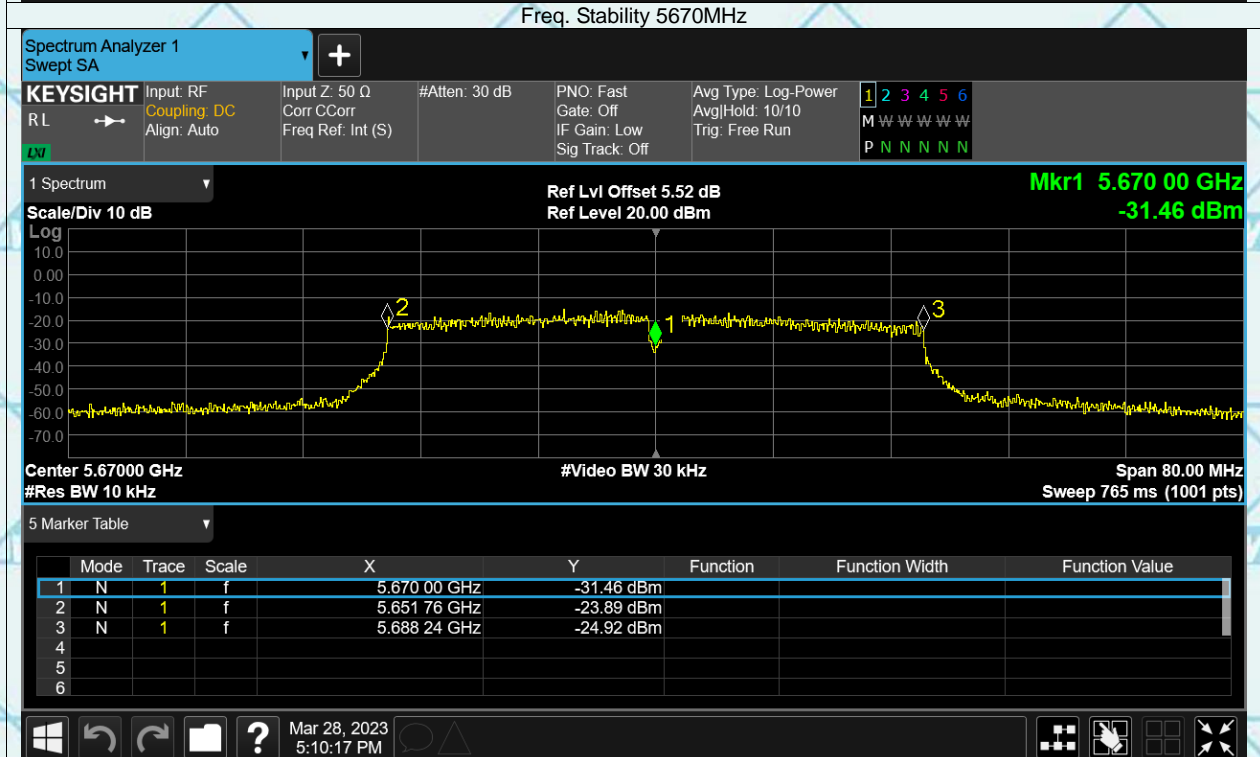 Freq. Stability 5670MHz
Spectrum Analyzer 1
Swept SA
+
KEYSIGHT Input: RF Input Z: 50 Ω #Atten: 30 dB PNO: Fast Avg Type: Log-Power 1 2 3 4 5 6
R L Coupling: DC Corr CCorr Gate: Off Avg|Hold: 10/10 M W W W W W
Align: Auto Freq Ref: Int (S) IF Gain: Low Trig: Free Run
LXI Sig Track: Off P N N N N N
1 Spectrum Ref Lvl Offset 5.52 dB Mkr1 5.670 00 GHz
Scale/Div 10 dB Ref Level 20.00 dBm -31.46 dBm
Log
10.0
0.00
-10.0
2 3
-20.0
1
-30.0
-40.0
-50.0
-60.0
-70.0
Center 5.67000 GHz #Video BW 30 kHz Span 80.00 MHz
#Res BW 10 kHz Sweep 765 ms (1001 pts)
5 Marker Table
Mode Trace Scale X Y Function Function Width Function Value
1 N 1 f 5.670 00 GHz -31.46 dBm
2 N 1 f 5.651 76 GHz -23.89 dBm
3 N 1 f 5.688 24 GHz -24.92 dBm
4
5
6
? Mar 28, 2023
5:10:17 PM